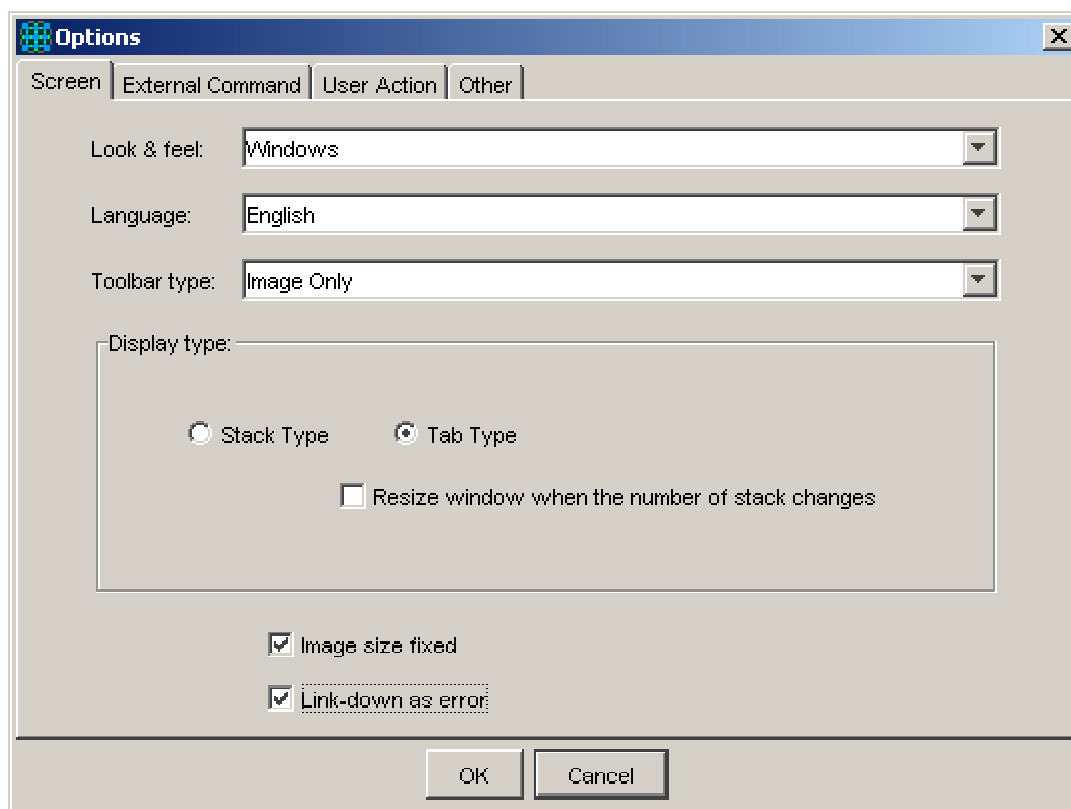 Options
Screen External Command User Action Other
Look & feel: Windows
Language: English
Toolbar type: Image Only
Display type:
Stack Type Tab Type
Resize window when the number of stack changes
Image size fixed
Link-down as error
OK Cancel